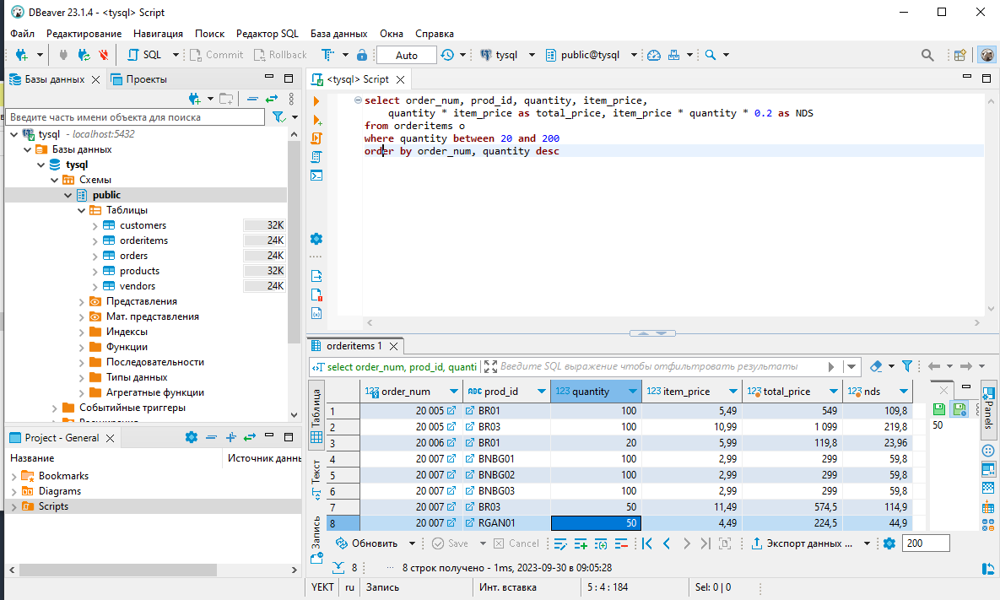 DBeaver 23.1.4 - <tysql> Script
Файл Редактирование Навигация Поиск Редактор SQL База данных Окна Справка
SQL Commit Rollback Auto tysql public@tysql
Базы данных Проекты
Введите часть имени объекта для поиска
tysql - localhost:5432
Базы данных
tysql
Схемы
public
Таблицы
customers 32K
orderitems 24K
orders 24K
products 32K
vendors 24K
Представления
Мат. представления
Индексы
Функции
Последовательности
Типы данных
Агрегатные функции
Событийные триггеры
Project - General
Название Источник данн
Bookmarks
Diagrams
Scripts
<tysql> Script
select order_num, prod_id, quantity, item_price,
quantity * item_price as total_price, item_price * quantity * 0.2 as NDS
from orderitems o
where quantity between 20 and 200
order by order_num, quantity desc
orderitems 1
select order_num, prod_id, quanti Введите SQL выражение чтобы отфильтровать результаты
Таблица
Текст
Запись
123 order_num ABC prod_id 123 quantity 123 item_price 123 total_price 123 nds
1 20 005 BR01 100 5,49 549 109,8
2 20 005 BR03 100 10,99 1 099 219,8
3 20 006 BR01 20 5,99 119,8 23,96
4 20 007 BNBG01 100 2,99 299 59,8
5 20 007 BNBG02 100 2,99 299 59,8
6 20 007 BNBG03 100 2,99 299 59,8
7 20 007 BR03 50 11,49 574,5 114,9
8 20 007 RGAN01 50 4,49 224,5 44,9
50
Panels
Обновить Save Cancel Экспорт данных ... 200
8 8 строк получено - 1ms, 2023-09-30 в 09:05:28
YEKT ru Запись Инт. вставка 5 : 4 : 184 Sel: 0 | 0